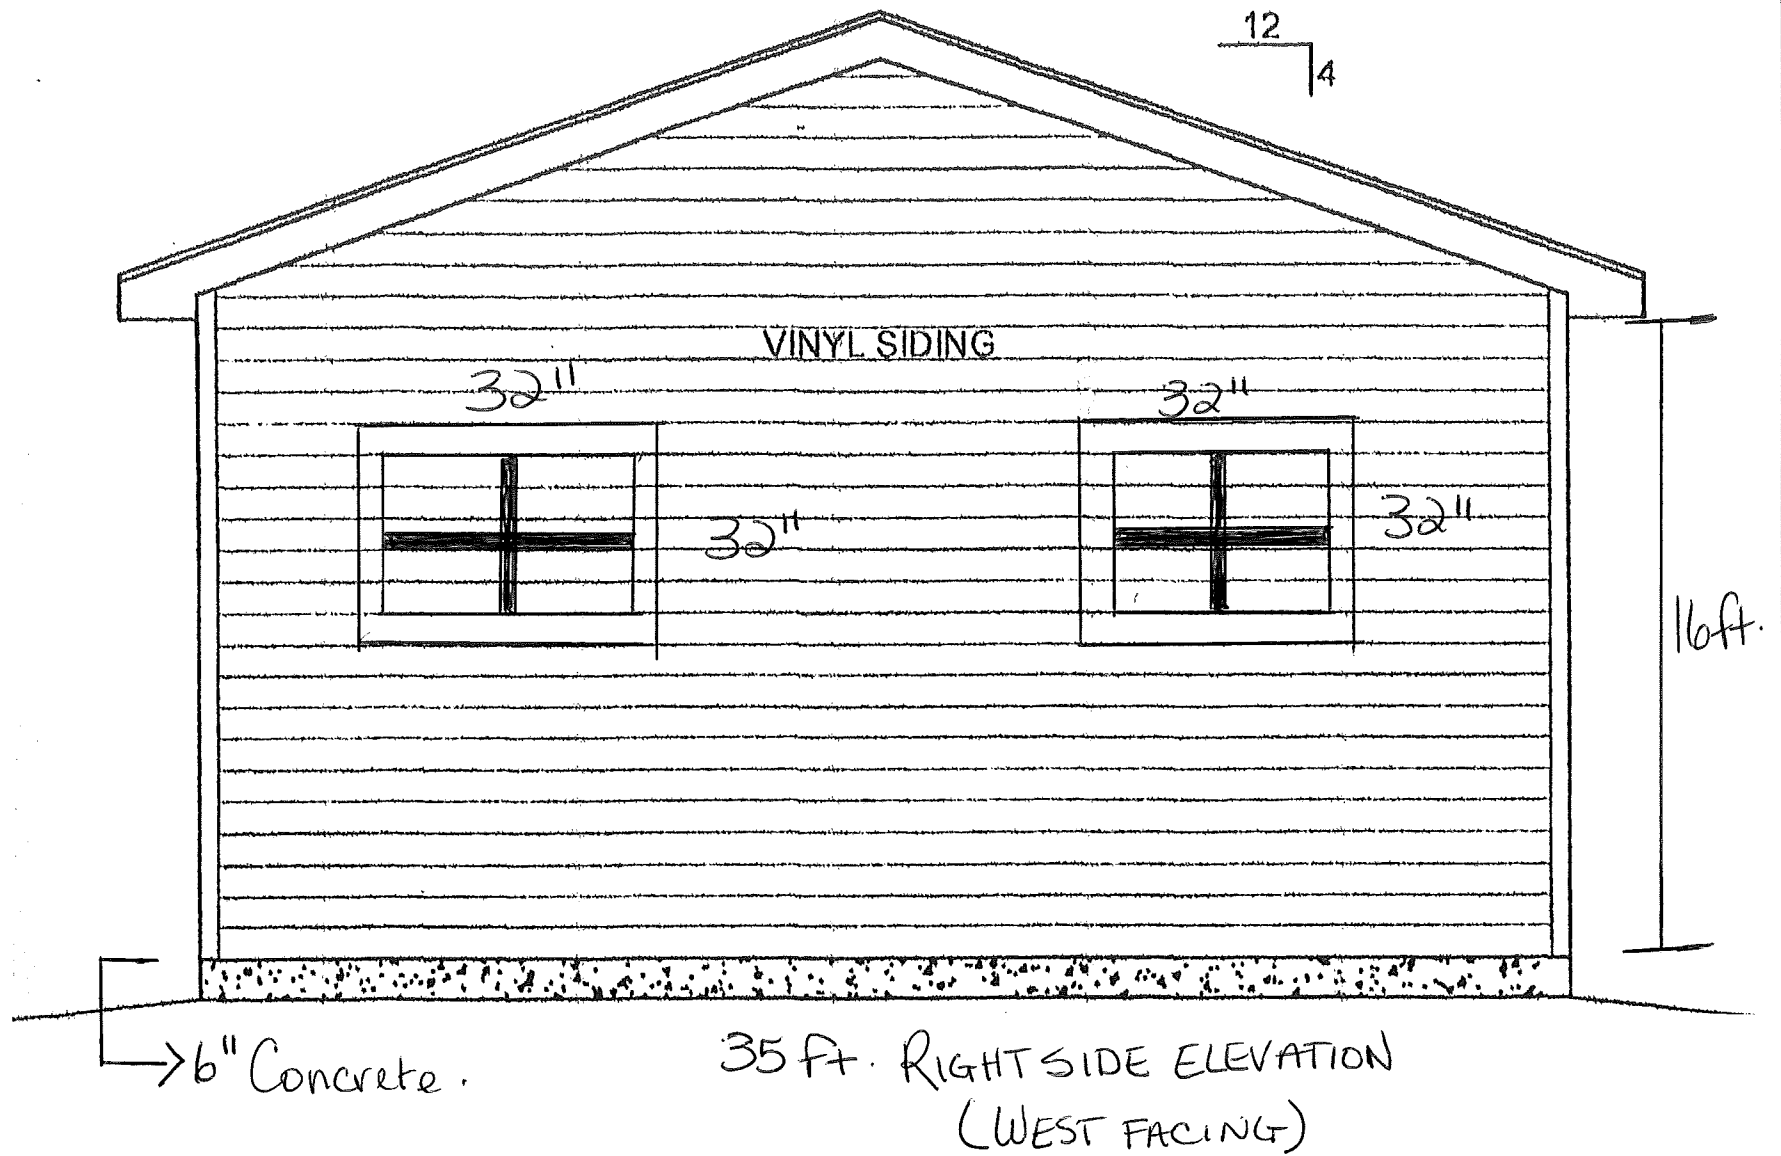 12
4
VINYL SIDING
32"
32"
32"
32"
16ft.
6" Concrete.
35 ft. RIGHT SIDE ELEVATION
(WEST FACING)